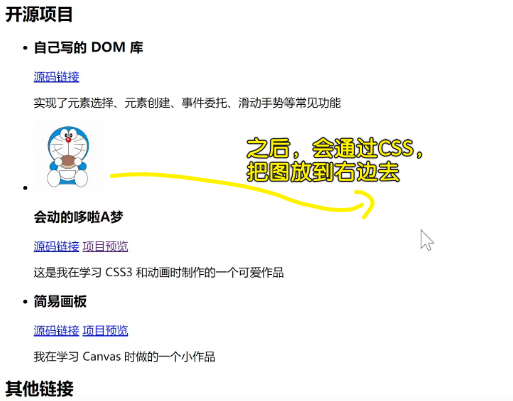 开源项目
自己写的 DOM 库
源码链接
实现了元素选择、元素创建、事件委托、滑动手势等常见功能
之后，会通过CSS，
把图放到右边去
会动的哆啦A梦
源码链接 项目预览
这是我在学习 CSS3 和动画时制作的一个可爱作品
简易画板
源码链接 项目预览
我在学习 Canvas 时做的一个小作品
其他链接